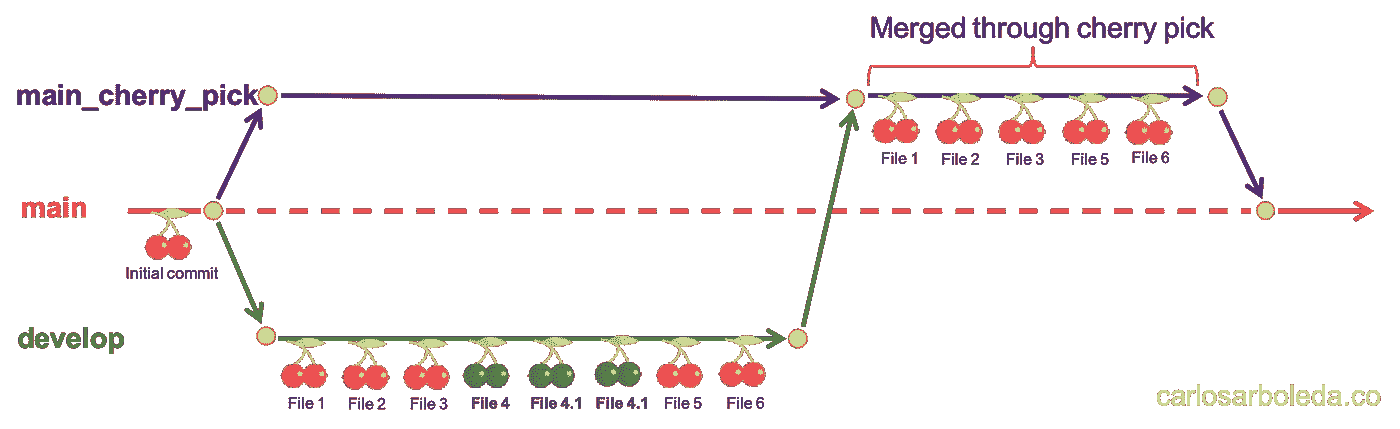 Merged through cherry pick
main_cherry_pick
File 1 File 2 File 3 File 5 File 6
main
Initial commit
develop
File 1 File 2 File 3 File 4 File 4.1 File 4.1 File 5 File 6
carlosarboleda.co